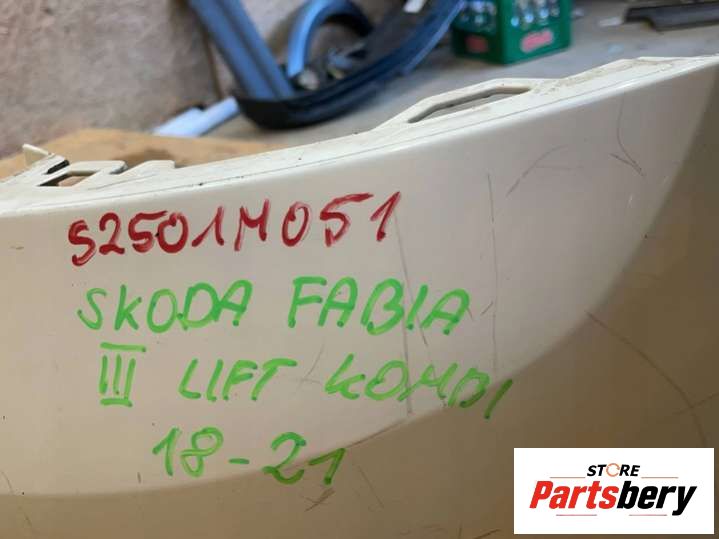 S2501M051
SKODA FABIA
III LIFT KOMBI
18-21
STORE
Partsbery